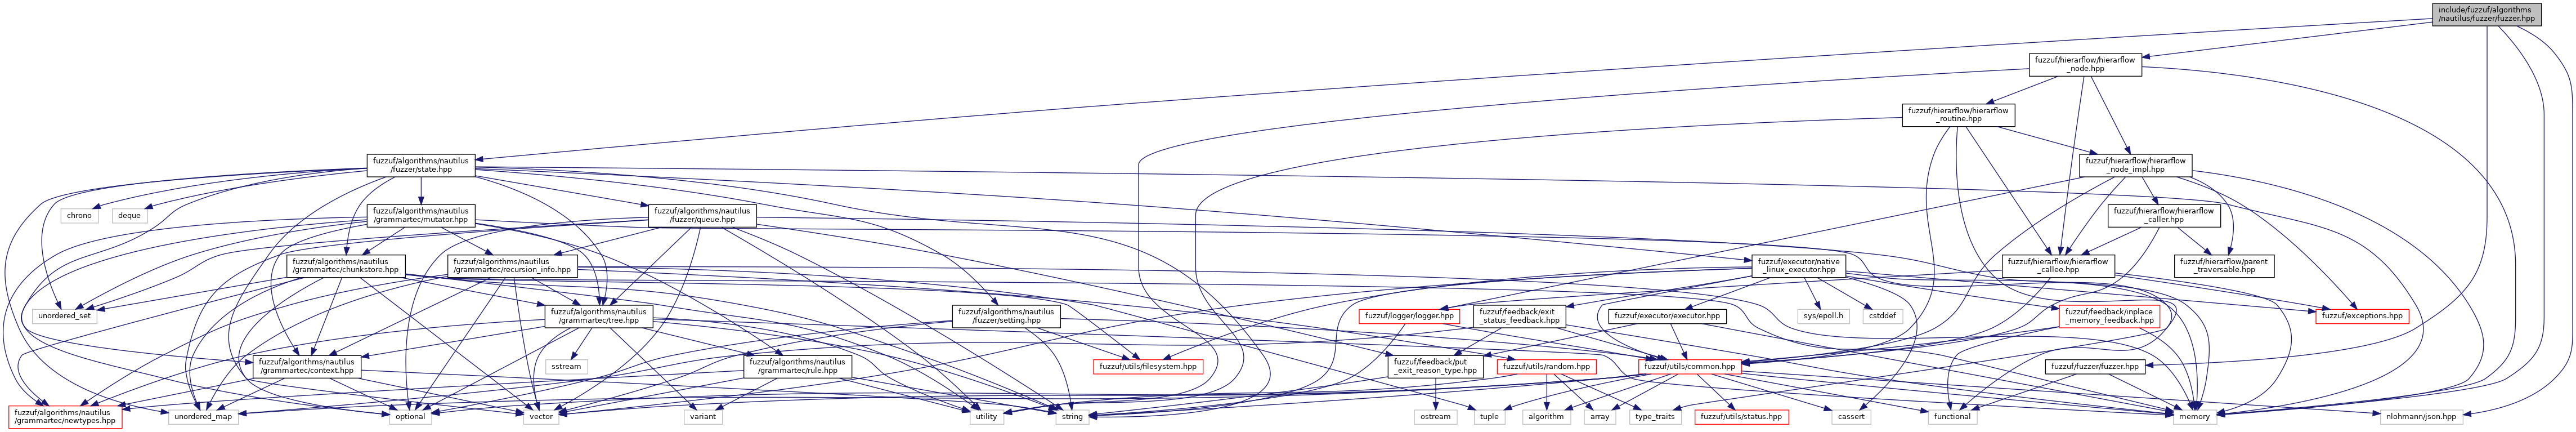 include/fuzzuf/algorithms
/nautilus/fuzzer/fuzzer.hpp
fuzzuf/hierarflow/hierarflow
_node.hpp
fuzzuf/hierarflow/hierarflow
_routine.hpp
fuzzuf/algorithms/nautilus
/fuzzer/state.hpp
fuzzuf/hierarflow/hierarflow
_node_impl.hpp
chrono
deque
fuzzuf/algorithms/nautilus
/grammartec/mutator.hpp
fuzzuf/algorithms/nautilus
/fuzzer/queue.hpp
fuzzuf/hierarflow/hierarflow
_caller.hpp
fuzzuf/algorithms/nautilus
/grammartec/chunkstore.hpp
fuzzuf/algorithms/nautilus
/grammartec/recursion_info.hpp
fuzzuf/executor/native
_linux_executor.hpp
fuzzuf/hierarflow/hierarflow
_callee.hpp
fuzzuf/hierarflow/parent
_traversable.hpp
unordered_set
fuzzuf/algorithms/nautilus
/grammartec/tree.hpp
fuzzuf/algorithms/nautilus
/fuzzer/setting.hpp
fuzzuf/logger/logger.hpp
fuzzuf/feedback/exit
_status_feedback.hpp
fuzzuf/executor/executor.hpp
sys/epoll.h
cstddef
fuzzuf/feedback/inplace
_memory_feedback.hpp
fuzzuf/exceptions.hpp
fuzzuf/algorithms/nautilus
/grammartec/context.hpp
sstream
fuzzuf/algorithms/nautilus
/grammartec/rule.hpp
fuzzuf/utils/filesystem.hpp
fuzzuf/feedback/put
_exit_reason_type.hpp
fuzzuf/utils/random.hpp
fuzzuf/utils/common.hpp
fuzzuf/fuzzer/fuzzer.hpp
fuzzuf/algorithms/nautilus
/grammartec/newtypes.hpp
unordered_map
optional
vector
variant
utility
string
ostream
tuple
algorithm
array
type_traits
fuzzuf/utils/status.hpp
cassert
functional
memory
nlohmann/json.hpp